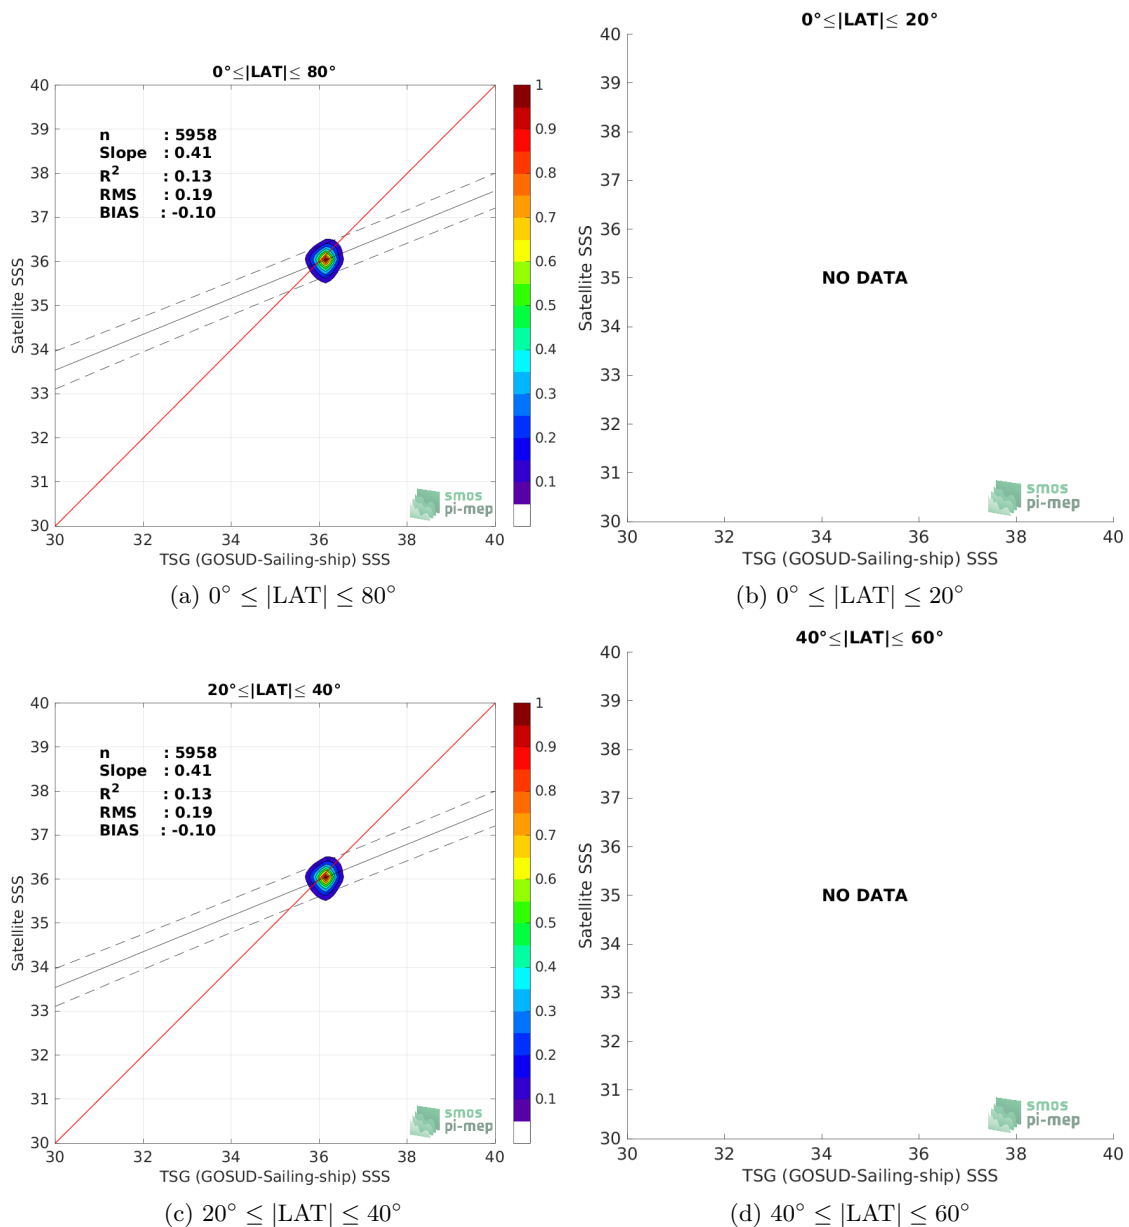 0°≤|LAT|≤ 80°
40
39
38
37
36
35
34
33
32
31
30
Satellite SSS
n : 5958
Slope : 0.41
R² : 0.13
RMS : 0.19
BIAS : -0.10
1
0.9
0.8
0.7
0.6
0.5
0.4
0.3
0.2
0.1
smos
pi-mep
30 32 34 36 38 40
TSG (GOSUD-Sailing-ship) SSS
(a) 0° ≤ |LAT| ≤ 80°
0°≤|LAT|≤ 20°
40
39
38
37
36
35
34
33
32
31
30
Satellite SSS
NO DATA
smos
pi-mep
30 32 34 36 38 40
TSG (GOSUD-Sailing-ship) SSS
(b) 0° ≤ |LAT| ≤ 20°
20°≤|LAT|≤ 40°
40
39
38
37
36
35
34
33
32
31
30
Satellite SSS
n : 5958
Slope : 0.41
R² : 0.13
RMS : 0.19
BIAS : -0.10
1
0.9
0.8
0.7
0.6
0.5
0.4
0.3
0.2
0.1
smos
pi-mep
30 32 34 36 38 40
TSG (GOSUD-Sailing-ship) SSS
(c) 20° ≤ |LAT| ≤ 40°
40°≤|LAT|≤ 60°
40
39
38
37
36
35
34
33
32
31
30
Satellite SSS
NO DATA
smos
pi-mep
30 32 34 36 38 40
TSG (GOSUD-Sailing-ship) SSS
(d) 40° ≤ |LAT| ≤ 60°